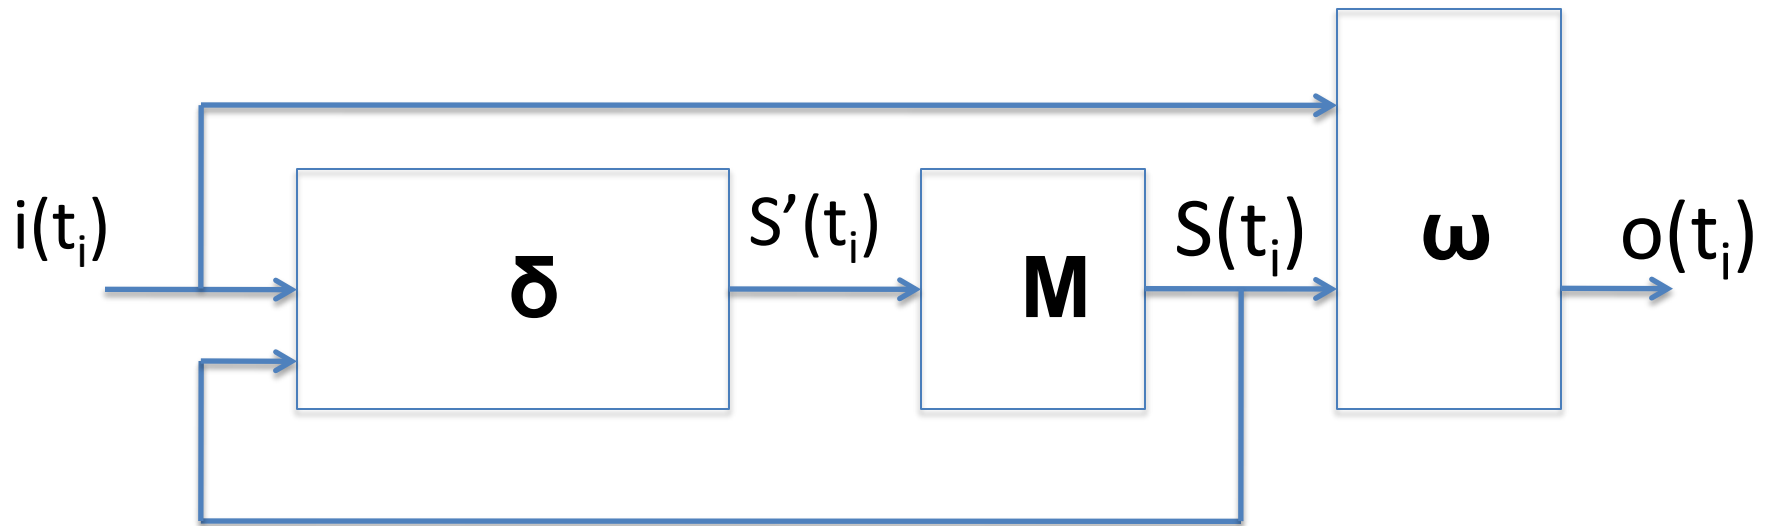 i(tᵢ)
δ
S’(tᵢ)
M
S(tᵢ)
ω
o(tᵢ)